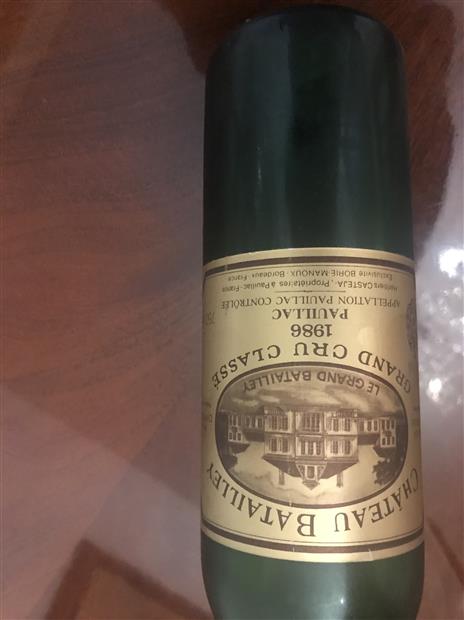 CHÂTEAU BATAILLEY
LE GRAND BATAILLEY
GRAND CRU CLASSÉ
1986
PAUILLAC
APPELLATION PAUILLAC CONTRÔLÉE
Héritiers CASTEJA, Propriétaires à Pauillac-France
Exclusivité BORIE-MANOUX - Bordeaux-France